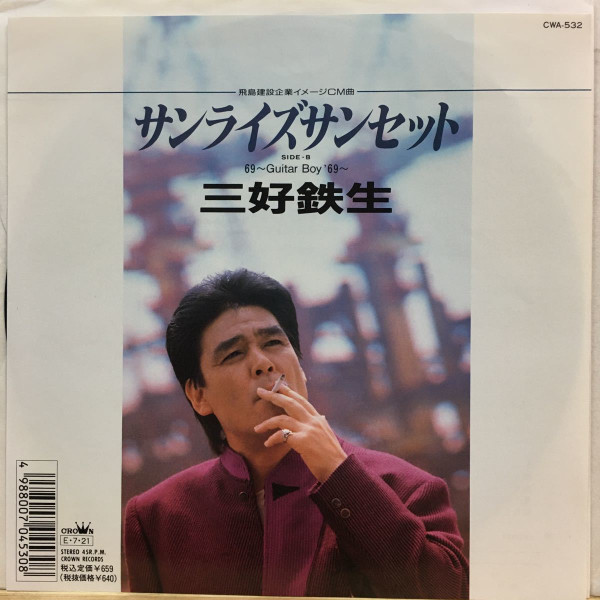 CWA-532
飛島建設企業イメージCM曲
サンライズサンセット
SIDE-B
69〜Guitar Boy '69〜
三好鉄生
4 988007 045308
CROWN
E・7・21
STEREO 45R.P.M.
CROWN RECORDS
税込定価¥659
(税抜価格¥640)